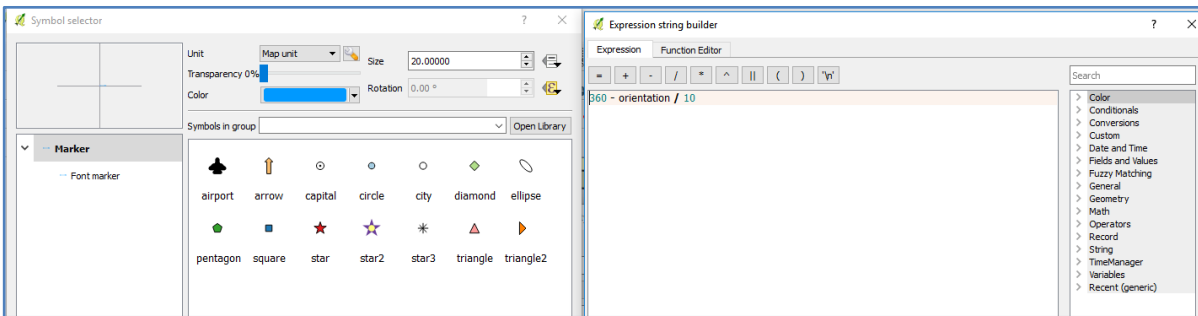 Symbol selector
?
Unit
Map unit
Size
20.00000
Transparency 0%
Color
Rotation
0.00 °
Symbols in group
Open Library
Marker
Font marker
airport
arrow
capital
circle
city
diamond
ellipse
pentagon
square
star
star2
star3
triangle
triangle2
Expression string builder
?
Expression
Function Editor
= + - / * ^ || ( ) '\n'
360 - orientation / 10
Search
Color
Conditionals
Conversions
Custom
Date and Time
Fields and Values
Fuzzy Matching
General
Geometry
Math
Operators
Record
String
TimeManager
Variables
Recent (generic)